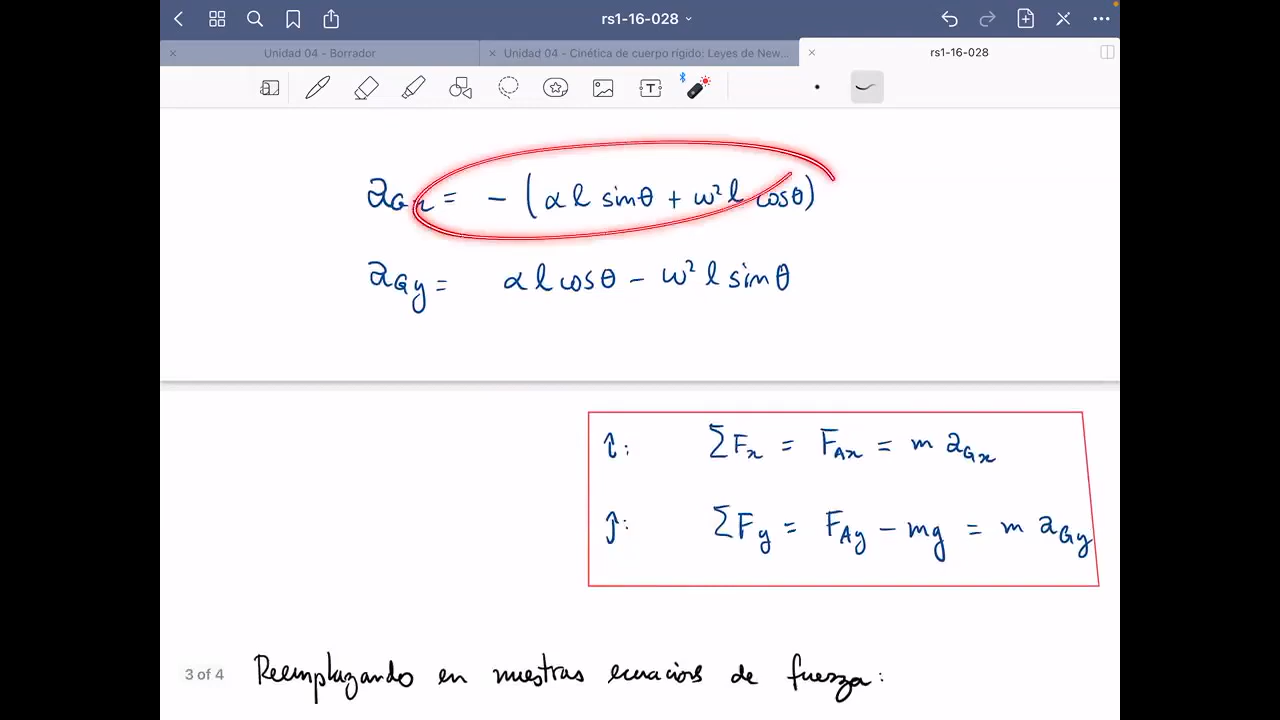 rs1-16-028
Unidad 04 - Borrador
Unidad 04 - Cinética de cuerpo rígido: Leyes de New...
rs1-16-028
T
a_Gx = - (α l sinθ + ω² l cosθ)
a_Gy = α l cosθ - ω² l sinθ
î: ΣF_x = F_Ax = m a_Gx
ĵ: ΣF_y = F_Ay - mg = m a_Gy
3 of 4
Reemplazando en nuestras ecuacions de fuerza: